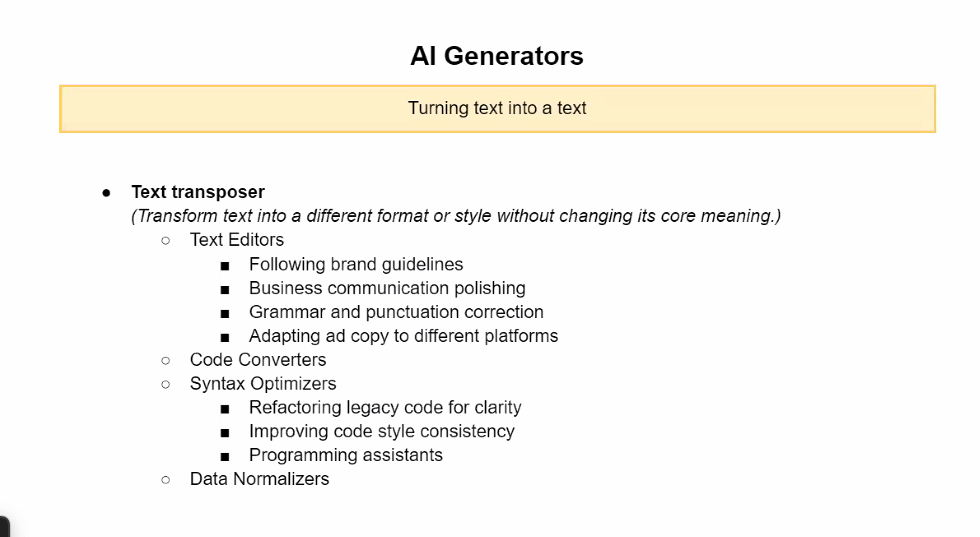 AI Generators
Turning text into a text
● Text transposer
(Transform text into a different format or style without changing its core meaning.)
○ Text Editors
■ Following brand guidelines
■ Business communication polishing
■ Grammar and punctuation correction
■ Adapting ad copy to different platforms
○ Code Converters
○ Syntax Optimizers
■ Refactoring legacy code for clarity
■ Improving code style consistency
■ Programming assistants
○ Data Normalizers